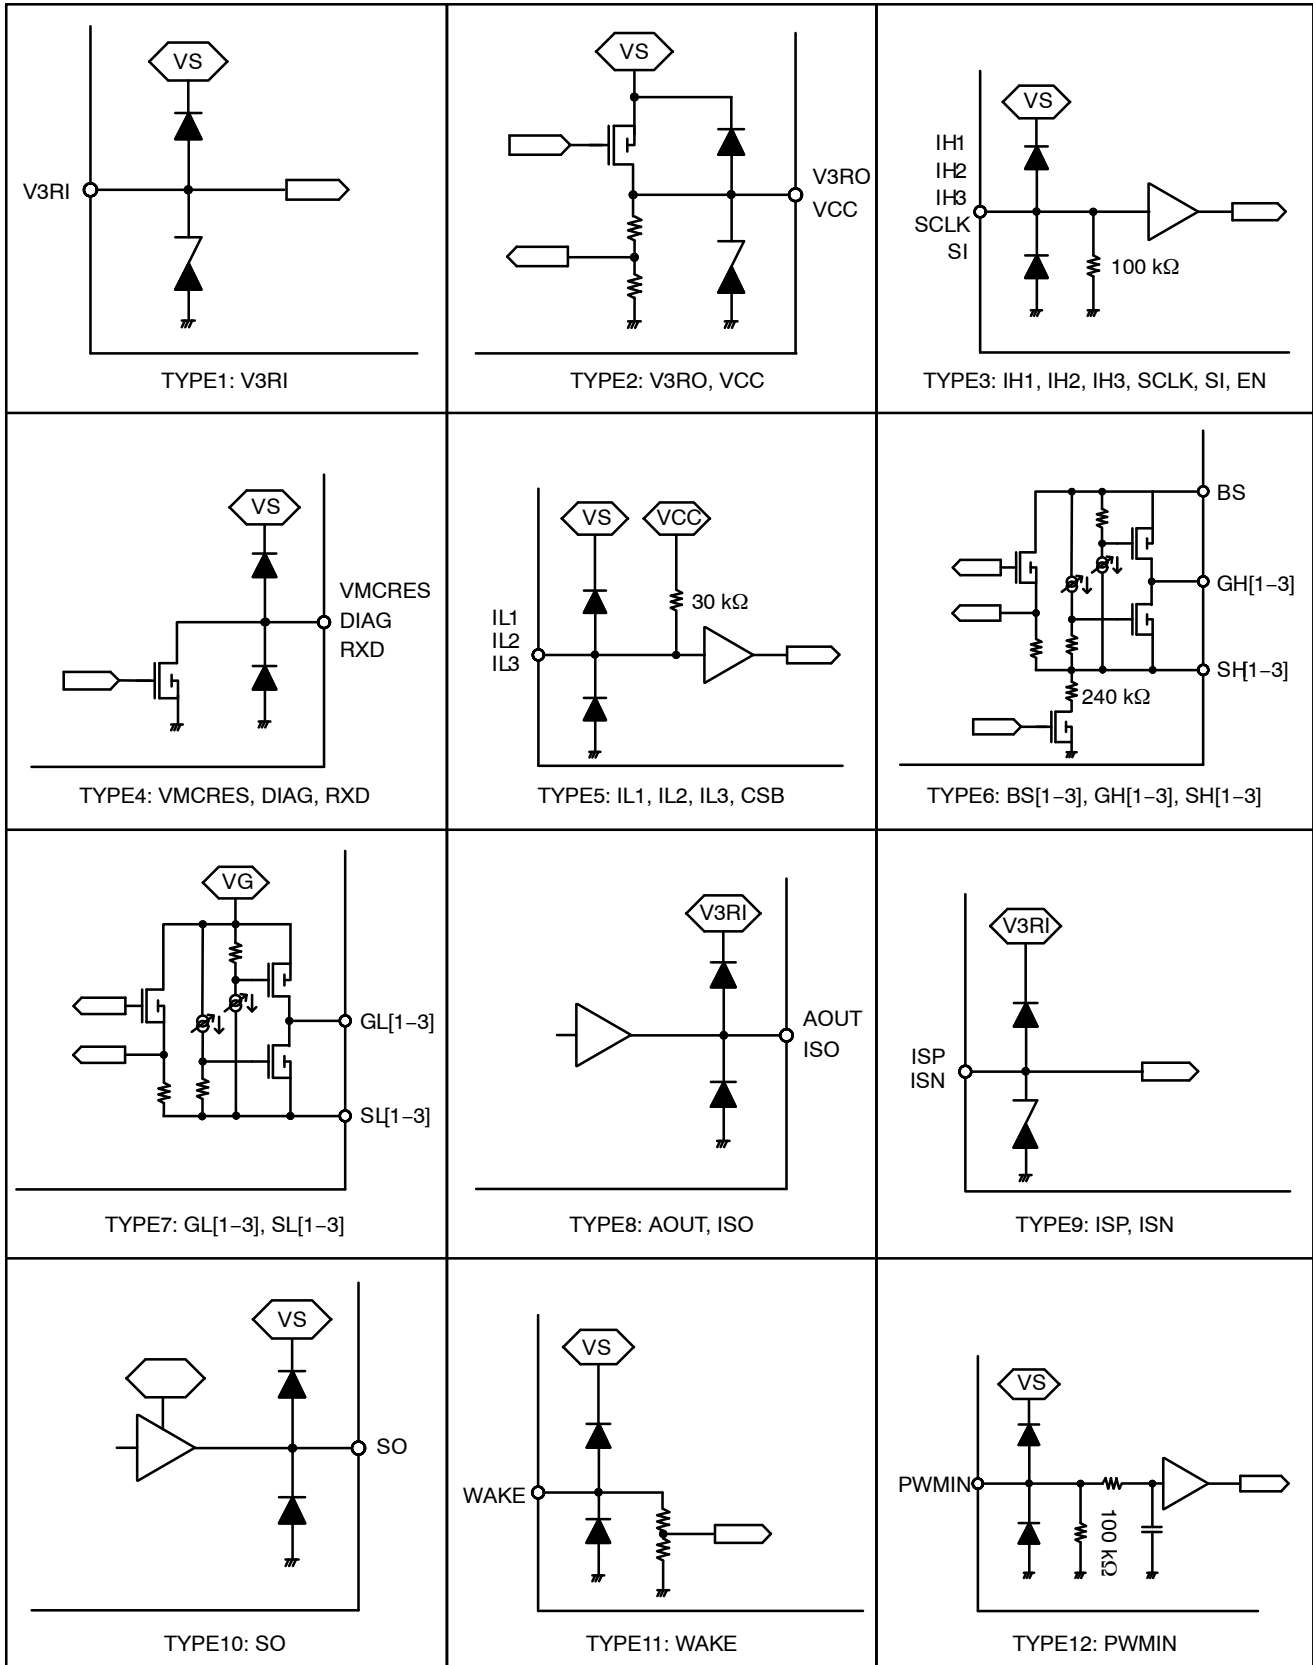 VS
V3RI
TYPE1: V3RI
VS
V3RO
VCC
TYPE2: V3RO, VCC
VS
IH1
IH2
IH3
SCLK
SI
100 kΩ
TYPE3: IH1, IH2, IH3, SCLK, SI, EN
VS
VMCRES
DIAG
RXD
TYPE4: VMCRES, DIAG, RXD
VS
VCC
30 kΩ
IL1
IL2
IL3
TYPE5: IL1, IL2, IL3, CSB
BS
GH[1−3]
SH[1−3]
240 kΩ
TYPE6: BS[1−3], GH[1−3], SH[1−3]
VG
GL[1−3]
SL[1−3]
TYPE7: GL[1−3], SL[1−3]
V3RI
AOUT
ISO
TYPE8: AOUT, ISO
V3RI
ISP
ISN
TYPE9: ISP, ISN
VS
SO
TYPE10: SO
VS
WAKE
TYPE11: WAKE
VS
PWMIN
100 kΩ
TYPE12: PWMIN